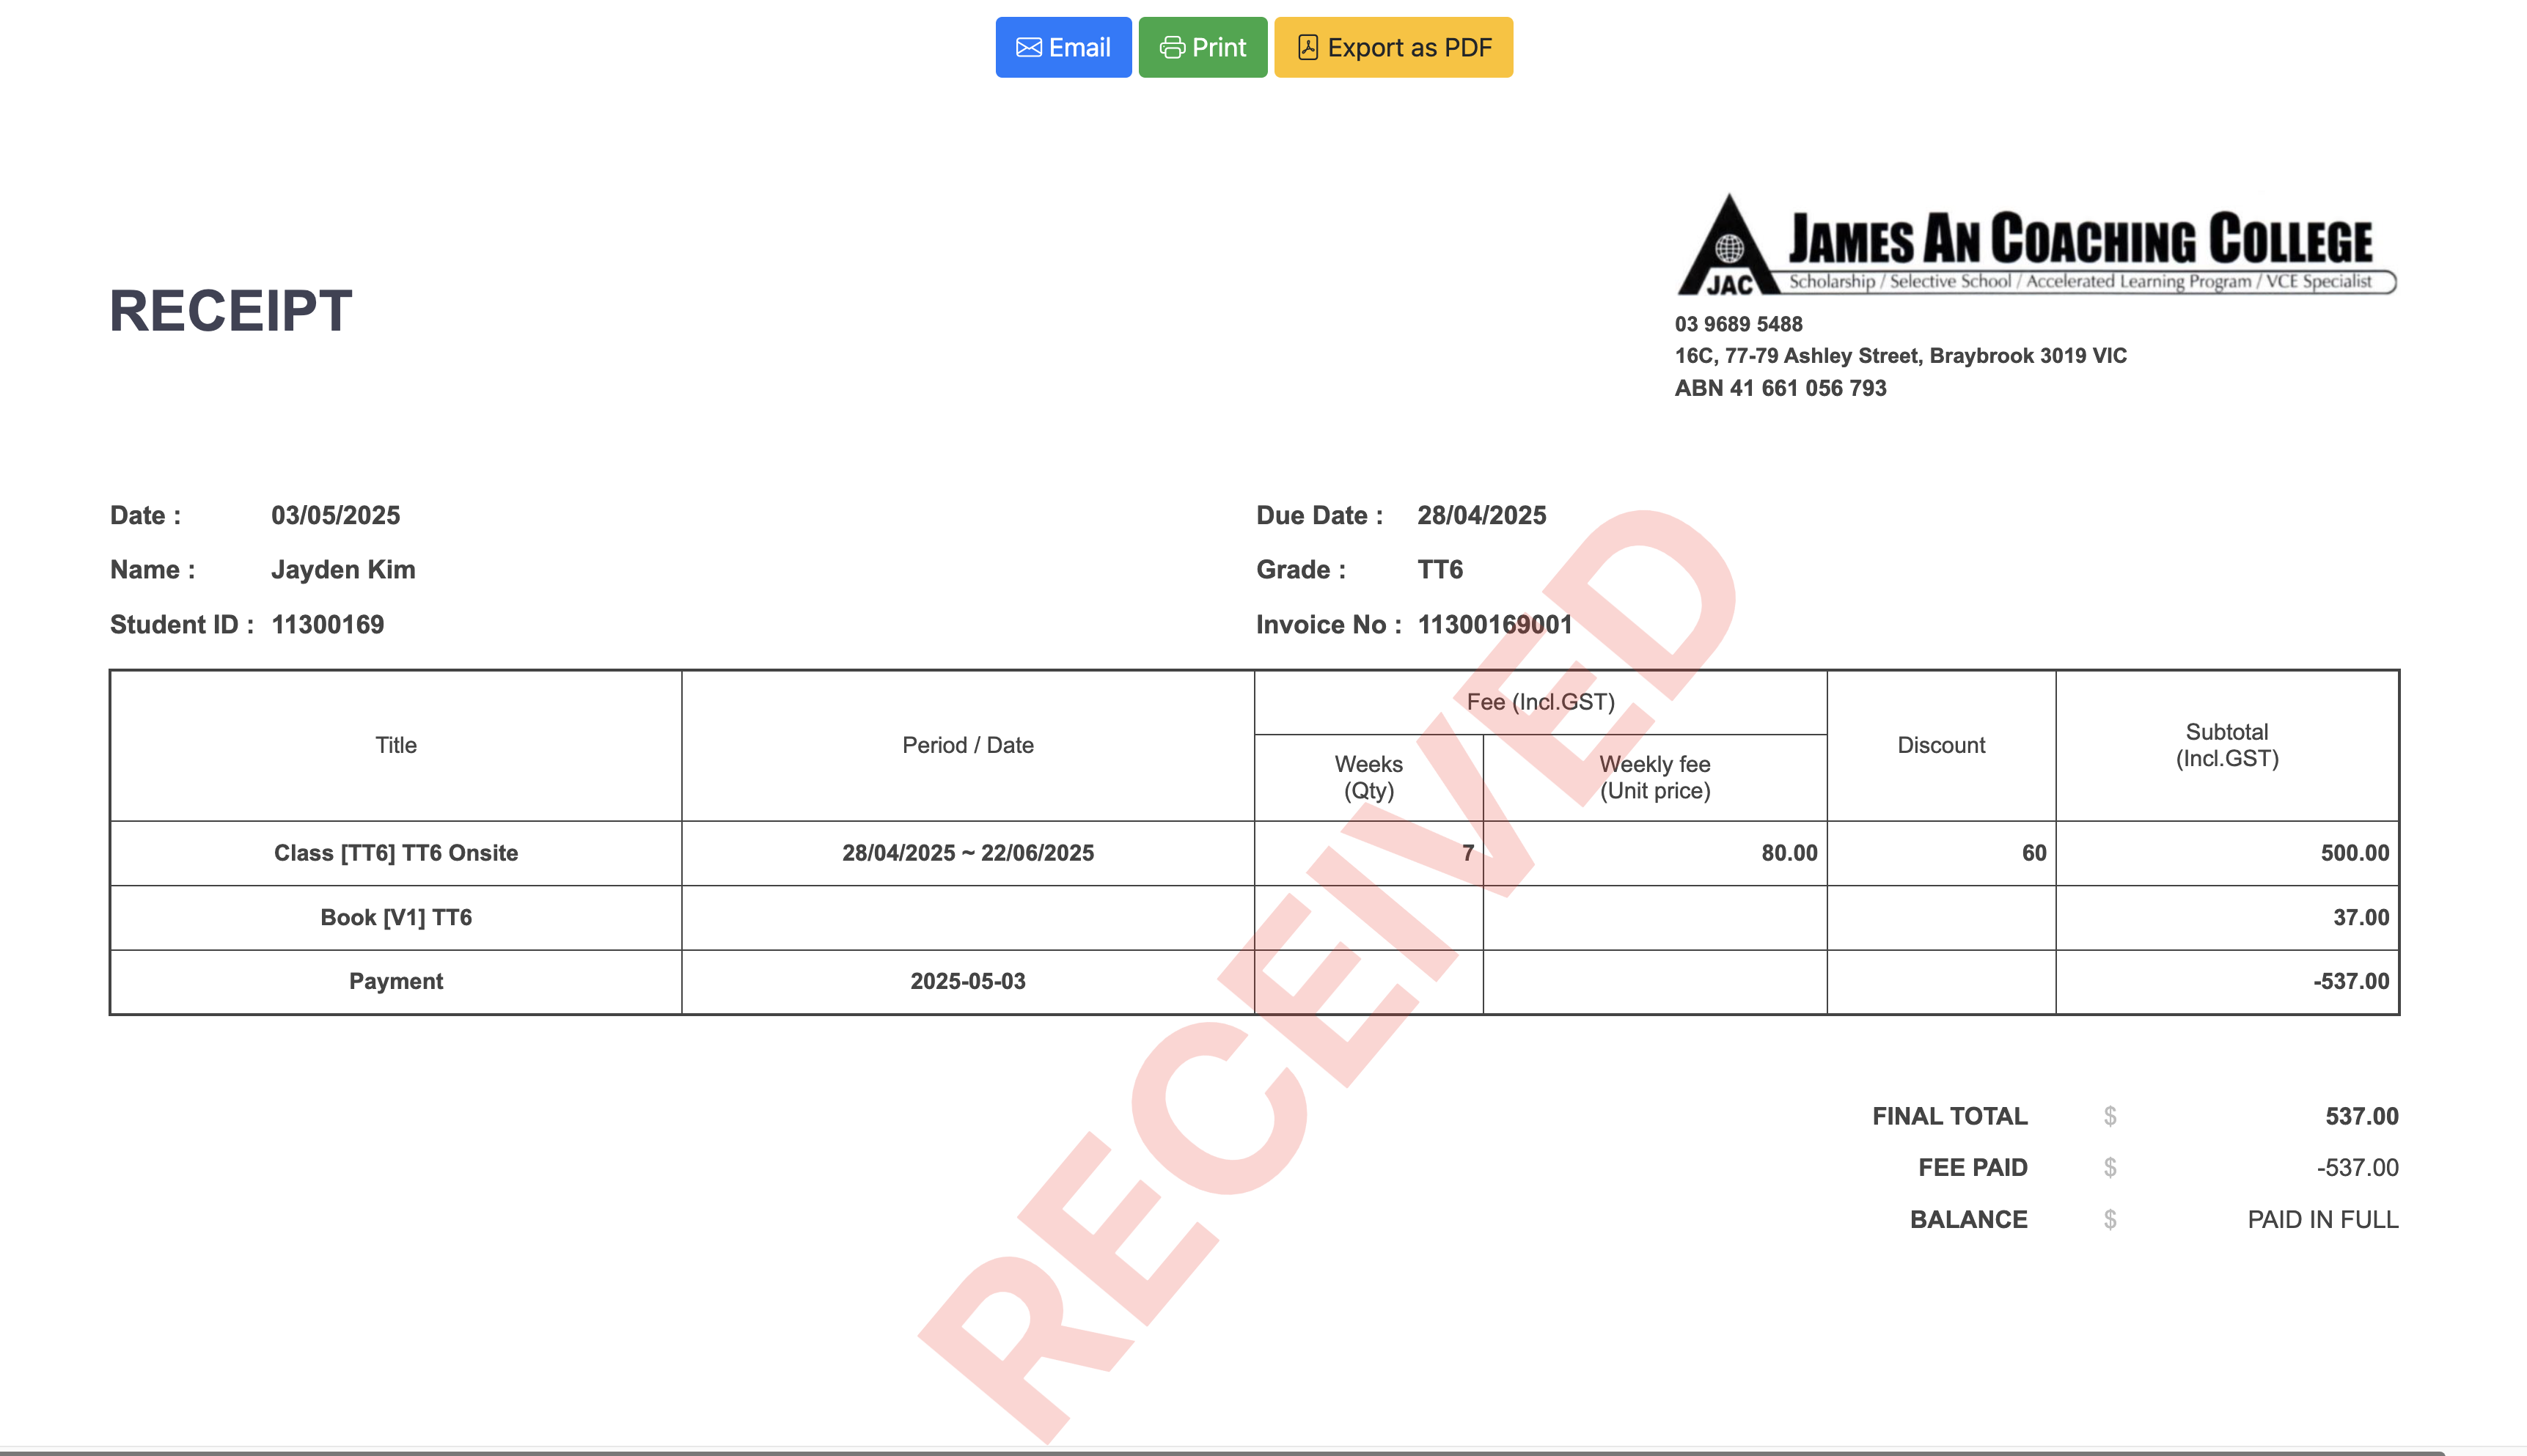 Email Print Export as PDF
JAMES AN COACHING COLLEGE
JAC Scholarship / Selective School / Accelerated Learning Program / VCE Specialist
RECEIPT
03 9689 5488
16C, 77-79 Ashley Street, Braybrook 3019 VIC
ABN 41 661 056 793
Date : 03/05/2025 Due Date : 28/04/2025
Name : Jayden Kim Grade : TT6
Student ID : 11300169 Invoice No : 11300169001
Title Period / Date Fee (Incl.GST) Discount Subtotal
(Incl.GST)
Weeks
(Qty) Weekly fee
(Unit price)
Class [TT6] TT6 Onsite 28/04/2025 ~ 22/06/2025 7 80.00 60 500.00
Book [V1] TT6 37.00
Payment 2025-05-03 -537.00
RECEIVED
FINAL TOTAL $ 537.00
FEE PAID $ -537.00
BALANCE $ PAID IN FULL